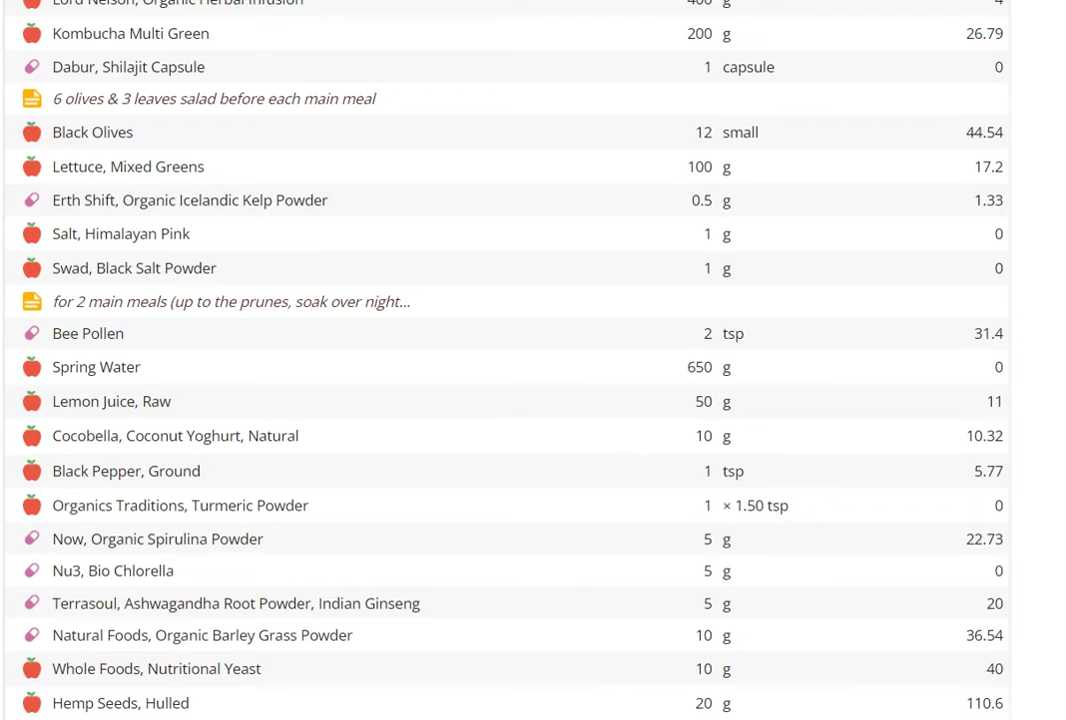 Lord Nelson, Organic Herbal Infusion 400 g 4
Kombucha Multi Green 200 g 26.79
Dabur, Shilajit Capsule 1 capsule 0
6 olives & 3 leaves salad before each main meal
Black Olives 12 small 44.54
Lettuce, Mixed Greens 100 g 17.2
Erth Shift, Organic Icelandic Kelp Powder 0.5 g 1.33
Salt, Himalayan Pink 1 g 0
Swad, Black Salt Powder 1 g 0
for 2 main meals (up to the prunes, soak over night...
Bee Pollen 2 tsp 31.4
Spring Water 650 g 0
Lemon Juice, Raw 50 g 11
Cocobella, Coconut Yoghurt, Natural 10 g 10.32
Black Pepper, Ground 1 tsp 5.77
Organics Traditions, Turmeric Powder 1 × 1.50 tsp 0
Now, Organic Spirulina Powder 5 g 22.73
Nu3, Bio Chlorella 5 g 0
Terrasoul, Ashwagandha Root Powder, Indian Ginseng 5 g 20
Natural Foods, Organic Barley Grass Powder 10 g 36.54
Whole Foods, Nutritional Yeast 10 g 40
Hemp Seeds, Hulled 20 g 110.6